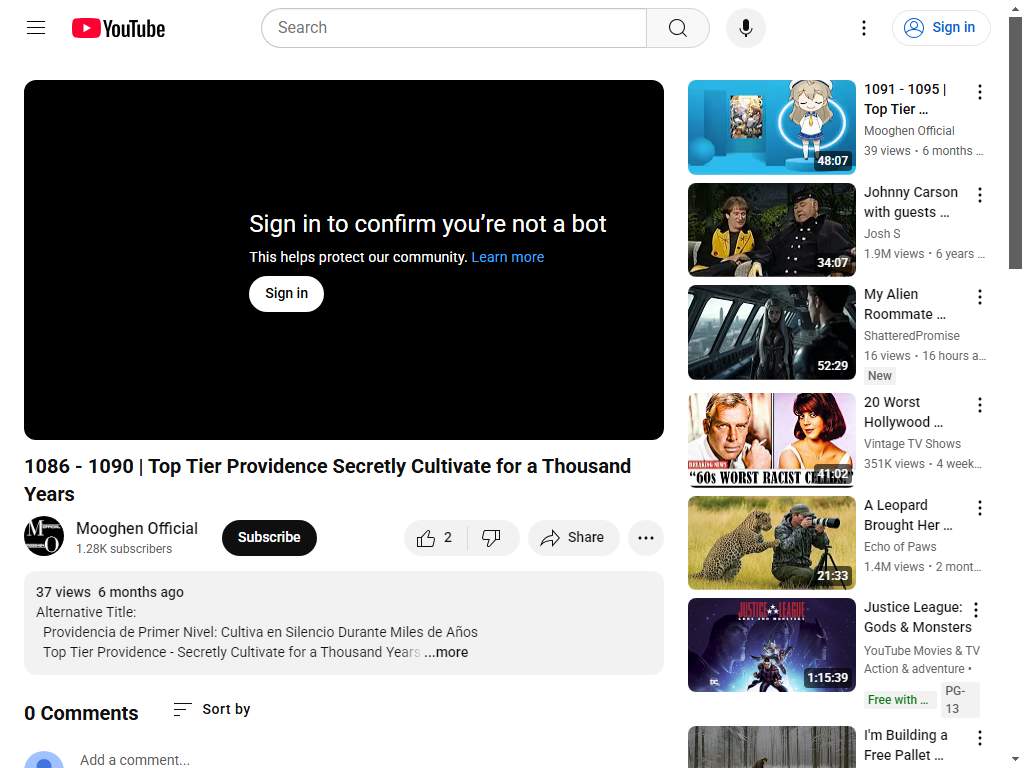 YouTube
Search
Sign in
Sign in to confirm you’re not a bot
This helps protect our community. Learn more
Sign in
1086 - 1090 | Top Tier Providence Secretly Cultivate for a Thousand
Years
Mooghen Official
1.28K subscribers
Subscribe
2
Share
37 views 6 months ago
Alternative Title:
Providencia de Primer Nivel: Cultiva en Silencio Durante Miles de Años
Top Tier Providence - Secretly Cultivate for a Thousand Years ...more
0 Comments
Sort by
Add a comment...
48:07
1091 - 1095 |
Top Tier ...
Mooghen Official
39 views • 6 months ...
34:07
Johnny Carson
with guests ...
Josh S
1.9M views • 6 years ...
52:29
My Alien
Roommate ...
ShatteredPromise
16 views • 16 hours a...
New
BREAKING NEWS
41:02
20 Worst
Hollywood ...
Vintage TV Shows
351K views • 4 week...
21:33
A Leopard
Brought Her ...
Echo of Paws
1.4M views • 2 mont...
JUSTICE LEAGUE
GODS AND MONSTERS
DC
1:15:39
Justice League:
Gods & Monsters
YouTube Movies & TV
Action & adventure •
Free with ...
PG-
13
I'm Building a
Free Pallet ...